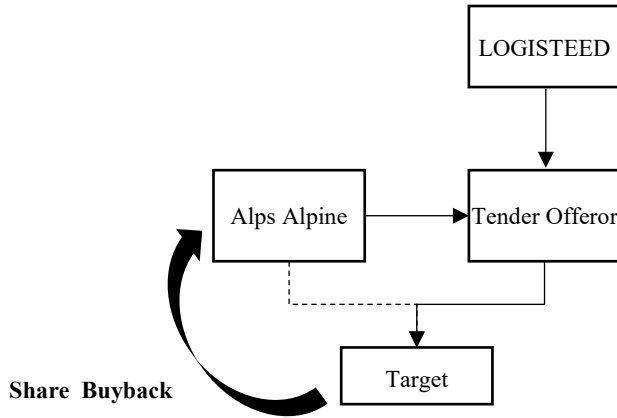 LOGISTEED
Alps Alpine
Tender Offeror
Target
Share Buyback